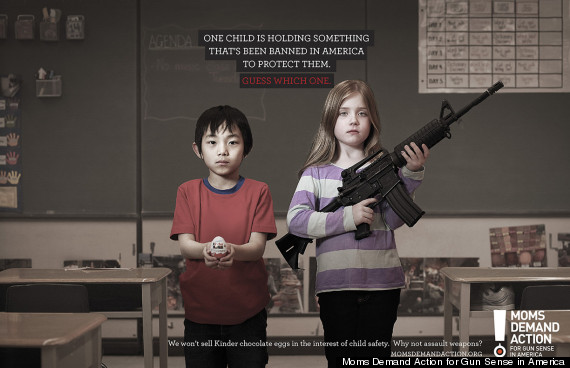 ONE CHILD IS HOLDING SOMETHING
THAT'S BEEN BANNED IN AMERICA
TO PROTECT THEM.
GUESS WHICH ONE.
AGENDA
We won't sell Kinder chocolate eggs in the interest of child safety. Why not assault weapons?
MOMSDEMANDACTION.ORG
MOMS
DEMAND
ACTION
FOR GUN SENSE
IN AMERICA
Moms Demand Action for Gun Sense in America